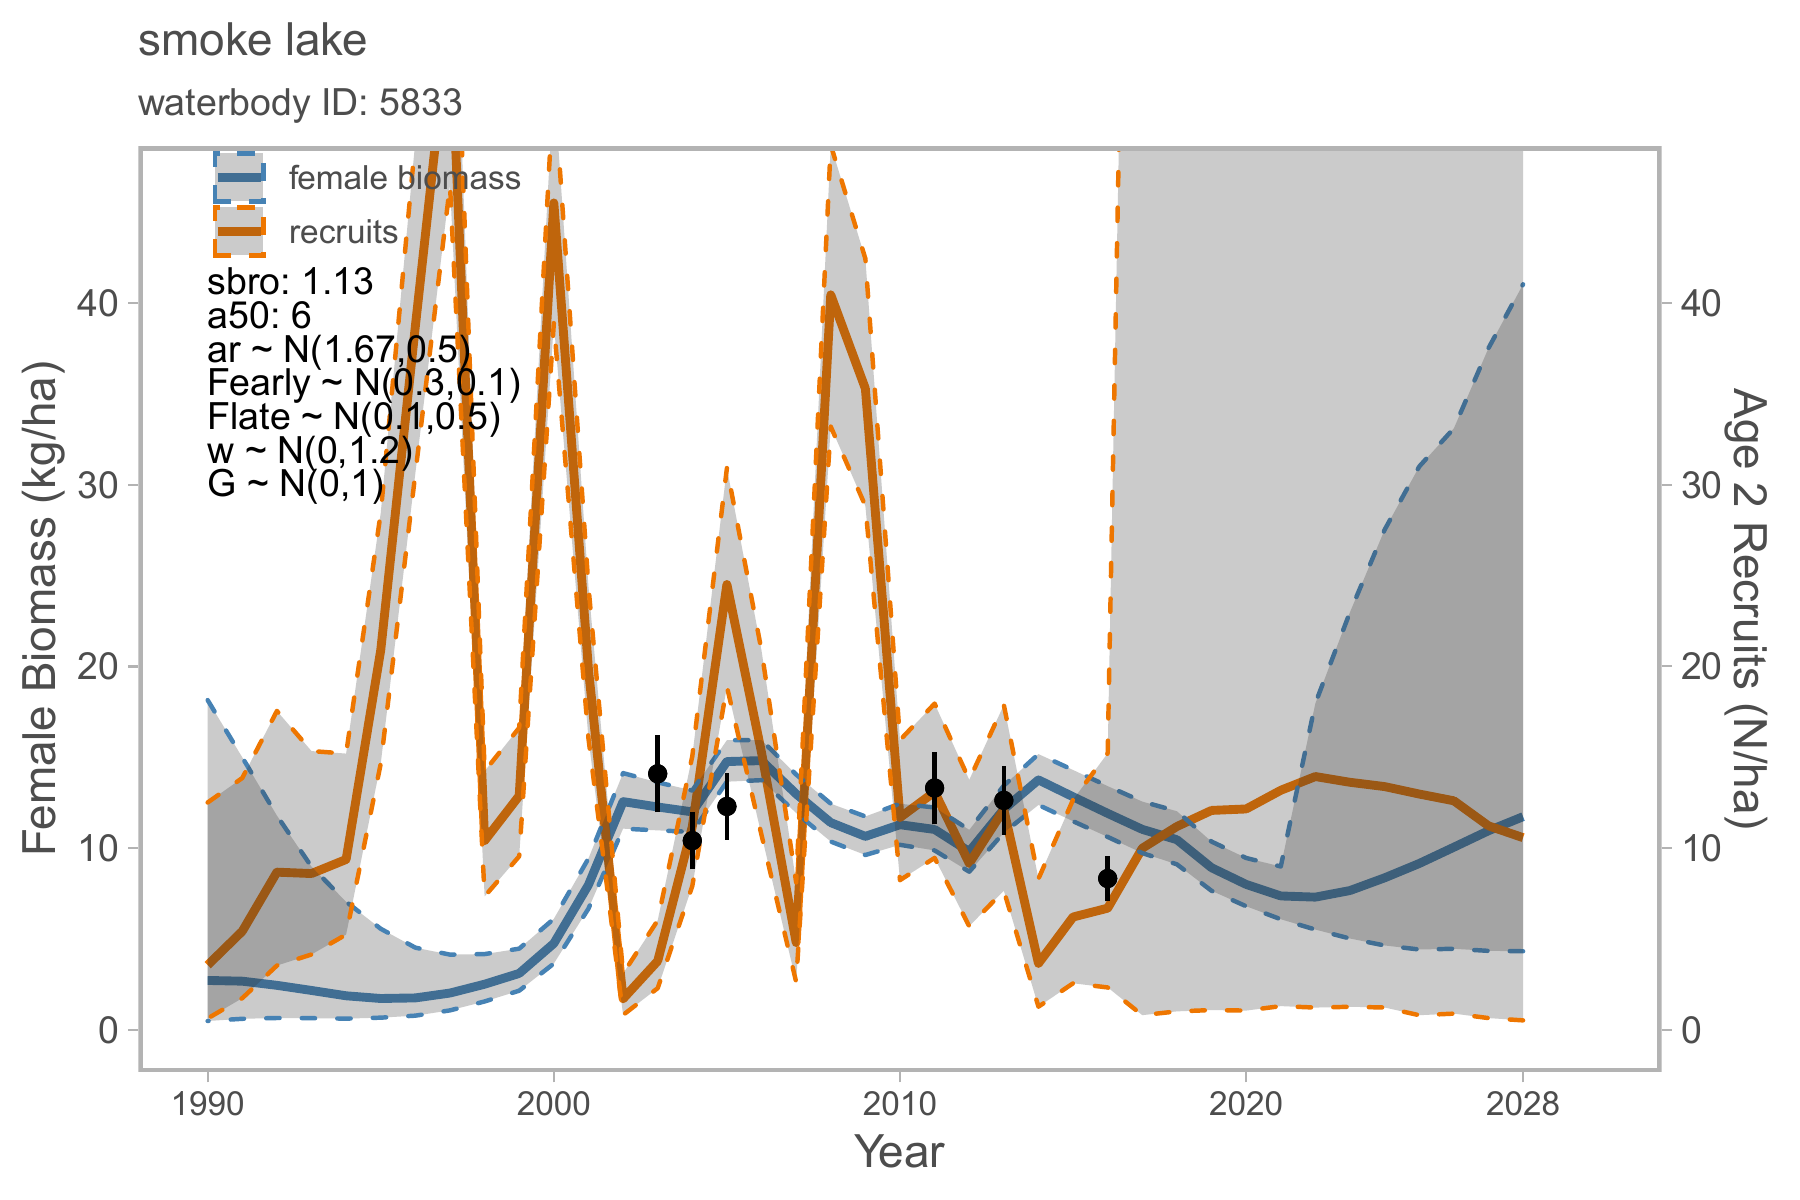 smoke lake
waterbody ID: 5833
female biomass
recruits
sbro: 1.13
a50: 6
ar ~ N(1.67,0.5)
Fearly ~ N(0.3,0.1)
Flate ~ N(0.1,0.5)
w ~ N(0,1.2)
G ~ N(0,1)
Female Biomass (kg/ha)
40
30
20
10
0
Age 2 Recruits (N/ha)
40
30
20
10
0
1990 2000 2010 2020 2028
Year